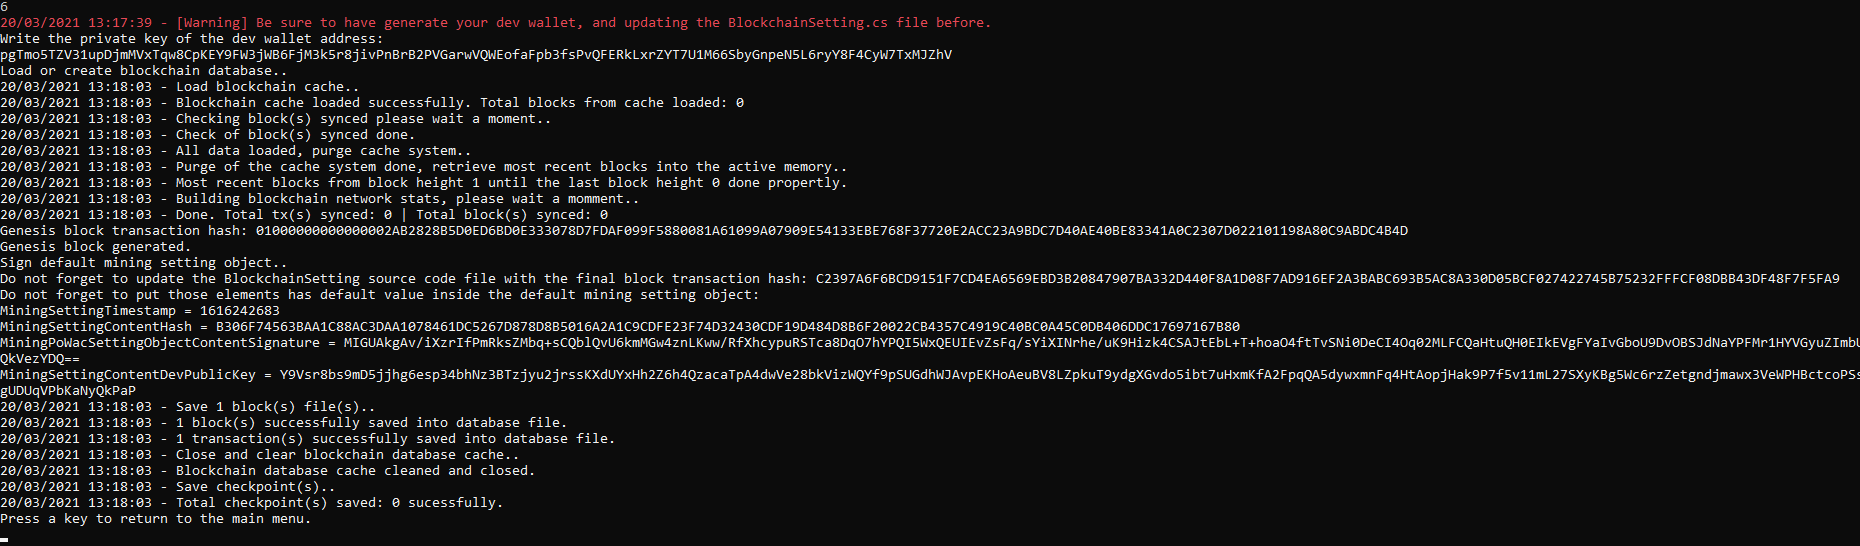 6
20/03/2021 13:17:39 - [Warning] Be sure to have generate your dev wallet, and updating the BlockchainSetting.cs file before.
Write the private key of the dev wallet address:
pgTmo5TZV31upDjmMVxTqw8CpKEY9FW3jWB6FjM3k5r8jivPnBrB2PVGarwVQWEofaFpb3fsPvQFERkLxrZYT7U1M66SbyGnpeN5L6ryY8F4CyW7TxMJZhV
Load or create blockchain database..
20/03/2021 13:18:03 - Load blockchain cache..
20/03/2021 13:18:03 - Blockchain cache loaded successfully. Total blocks from cache loaded: 0
20/03/2021 13:18:03 - Checking block(s) synced please wait a moment..
20/03/2021 13:18:03 - Check of block(s) synced done.
20/03/2021 13:18:03 - All data loaded, purge cache system..
20/03/2021 13:18:03 - Purge of the cache system done, retrieve most recent blocks into the active memory..
20/03/2021 13:18:03 - Most recent blocks from block height 1 until the last block height 0 done propertly.
20/03/2021 13:18:03 - Building blockchain network stats, please wait a momment..
20/03/2021 13:18:03 - Done. Total tx(s) synced: 0 | Total block(s) synced: 0
Genesis block transaction hash: 01000000000000002AB2828B5D0ED6BD0E333078D7FDAF099F5880081A61099A07909E54133EBE768F37720E2ACC23A9BDC7D40AE40BE83341A0C2307D022101198A80C9ABDC4B4D
Genesis block generated.
Sign default mining setting object..
Do not forget to update the BlockchainSetting source code file with the final block transaction hash: C2397A6F6BCD9151F7CD4EA6569EBD3B20847907BA332D440F8A1D08F7AD916EF2A3BABC693B5AC8A330D05BCF027422745B75232FFFCF08DBB43DF48F7F5FA9
Do not forget to put those elements has default value inside the default mining setting object:
MiningSettingTimestamp = 1616242683
MiningSettingContentHash = B306F74563BAA1C88AC3DAA1078461DC5267D878D8B5016A2A1C9CDFE23F74D32430CDF19D484D8B6F20022CB4357C4919C40BC0A45C0DB406DDC17697167B80
MiningPoWacSettingObjectContentSignature = MIGUAkgAv/iXzrIfPmRksZMbq+sCQblQvU6kmMGw4znLKww/RfXhcypuRSTca8DqO7hYPQI5WxQEUIEvZsFq/sYiXINrhe/uK9Hizk4CSAJtEbL+T+hoaO4ftTvSNi0DeCI4Oq02MLFCQaHtuQH0EIkEVgFYaIvGboU9DvOBSJdNaYPFMr1HYVGyuZImbU
QkVezYDQ==
MiningSettingContentDevPublicKey = Y9Vsr8bs9mD5jjhg6esp34bhNz3BTzjyu2jrssKXdUYxHh2Z6h4QzacaTpA4dwVe28bkVizWQYf9pSUGdhWJAvpEKHoAeuBV8LZpkuT9ydgXGvdo5ibt7uHxmKfA2FpqQA5dywxmnFq4HtAopjHak9P7f5v11mL27SXyKBg5Wc6rzZetgndjmawx3VeWPHBctcoPSs
gUDUqVPbKaNyQkPaP
20/03/2021 13:18:03 - Save 1 block(s) file(s)..
20/03/2021 13:18:03 - 1 block(s) successfully saved into database file.
20/03/2021 13:18:03 - 1 transaction(s) successfully saved into database file.
20/03/2021 13:18:03 - Close and clear blockchain database cache..
20/03/2021 13:18:03 - Blockchain database cache cleaned and closed.
20/03/2021 13:18:03 - Save checkpoint(s)..
20/03/2021 13:18:03 - Total checkpoint(s) saved: 0 sucessfully.
Press a key to return to the main menu.